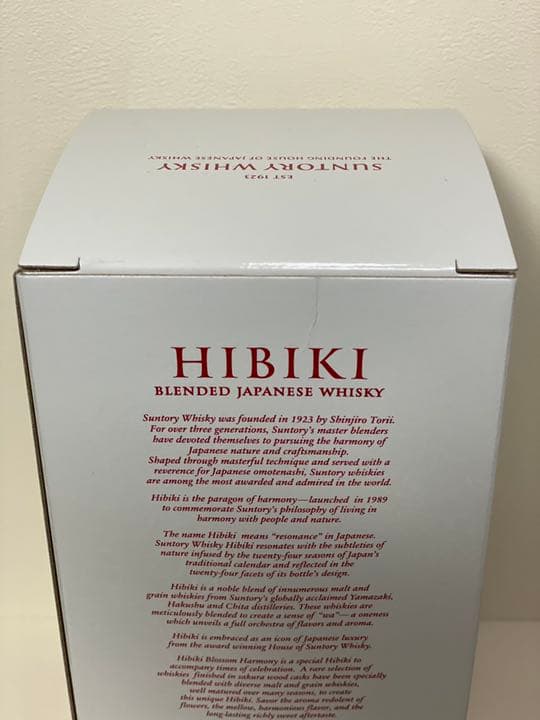 EST 1923
SUNTORY WHISKY
THE FOUNDING HOUSE OF JAPANESE WHISKY
HIBIKI
BLENDED JAPANESE WHISKY
Suntory Whisky was founded in 1923 by Shinjiro Torii.
For over three generations, Suntory's master blenders
have devoted themselves to pursuing the harmony of
Japanese nature and craftsmanship.
Shaped through masterful technique and served with a
reverence for Japanese omotenashi, Suntory whiskies
are among the most awarded and admired in the world.
Hibiki is the paragon of harmony—launched in 1989
to commemorate Suntory's philosophy of living in
harmony with people and nature.
The name Hibiki means "resonance" in Japanese.
Suntory Whisky Hibiki resonates with the subtleties of
nature infused by the twenty-four seasons of Japan's
traditional calendar and reflected in the
twenty-four facets of its bottle's design.
Hibiki is a noble blend of innumerous malt and
grain whiskies from Suntory's globally acclaimed Yamazaki,
Hakushu and Chita distilleries. These whiskies are
meticulously blended to create a sense of "wa"— a oneness
which unveils a full orchestra of flavors and aroma.
Hibiki is embraced as an icon of Japanese luxury
from the award winning House of Suntory Whisky.
Hibiki Blossom Harmony is a special Hibiki to
accompany times of celebration. A rare selection of
whiskies finished in sakura wood casks have been specially
blended with diverse malt and grain whiskies,
well matured over many seasons, to create
this unique Hibiki. Savor the aroma redolent of
flowers, the mellow, harmonious flavor, and the
long-lasting richly sweet aftertaste.